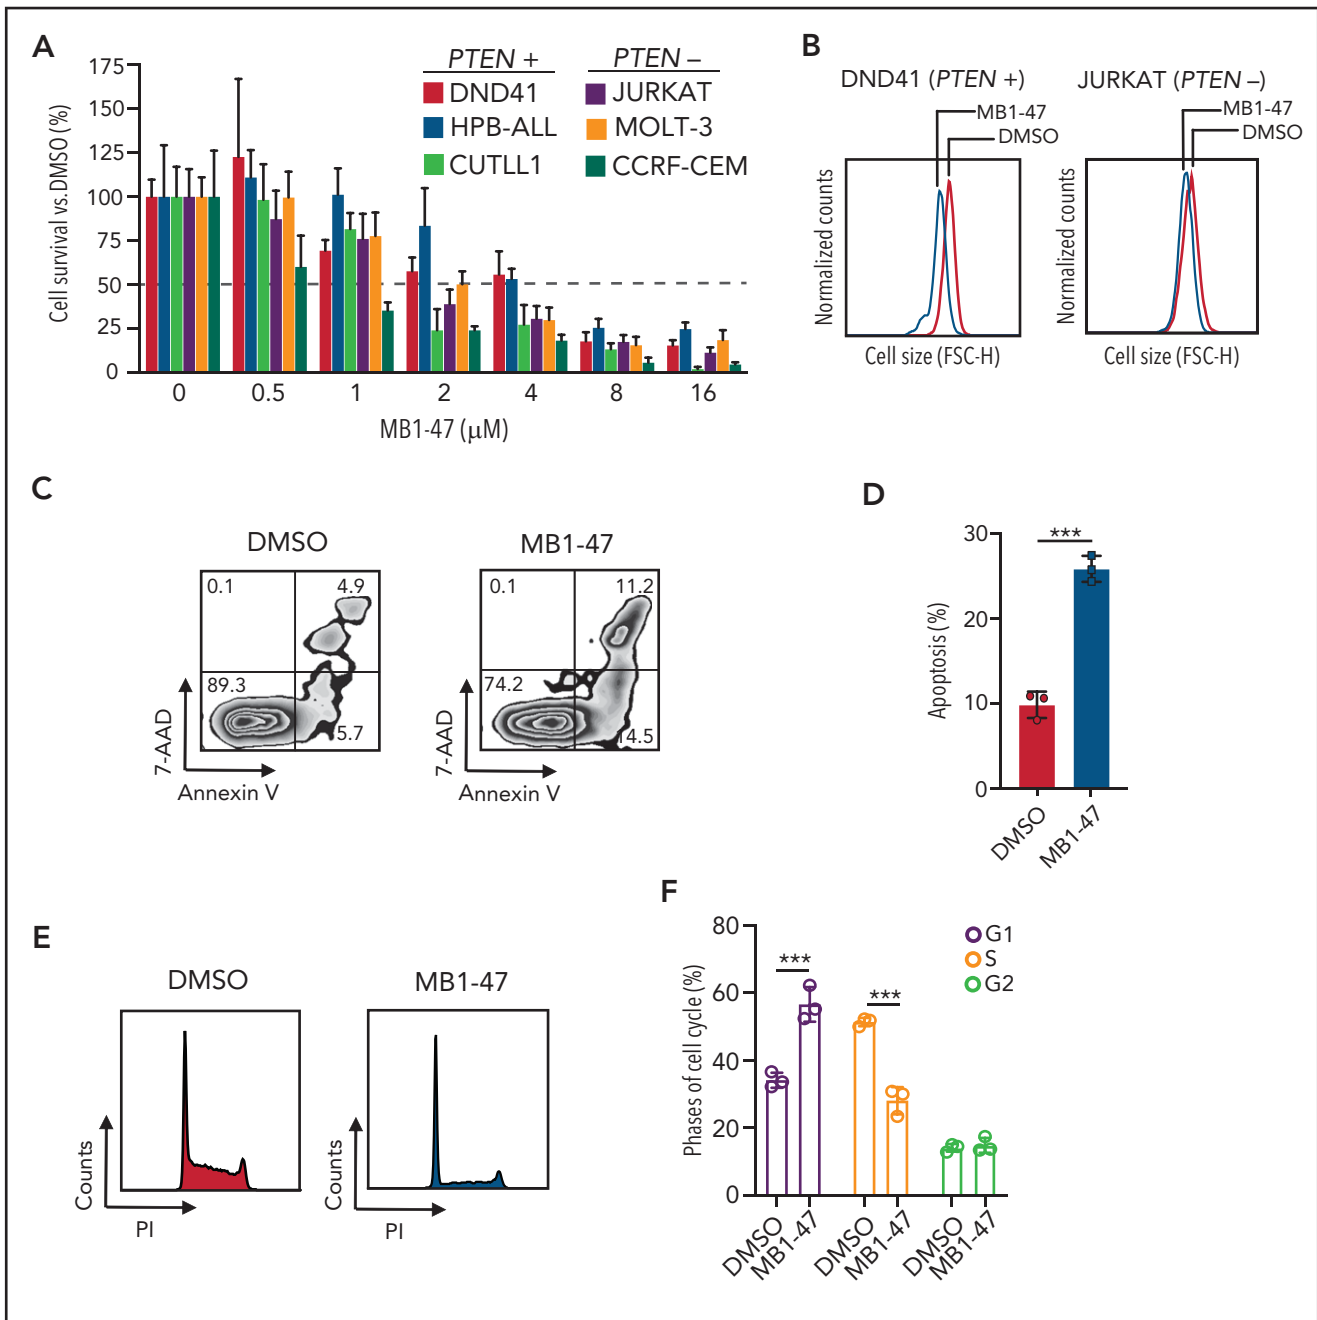 A
Cell survival vs.DMSO (%)
175
150
125
100
75
50
25
0
0 0.5 1 2 4 8 16
MB1-47 (μM)
PTEN + PTEN –
DND41 JURKAT
HPB-ALL MOLT-3
CUTLL1 CCRF-CEM
B
DND41 (PTEN +)
MB1-47
DMSO
Normalized counts
Cell size (FSC-H)
JURKAT (PTEN –)
MB1-47
DMSO
Normalized counts
Cell size (FSC-H)
C
DMSO
0.1 4.9
89.3
5.7
7-AAD
Annexin V
MB1-47
0.1 11.2
74.2
14.5
7-AAD
Annexin V
D
Apoptosis (%)
30
20
10
0
***
DMSO
MB1-47
E
DMSO
Counts
PI
MB1-47
Counts
PI
F
Phases of cell cycle (%)
80
60
40
20
0
***
***
G1
S
G2
DMSO
MB1-47
DMSO
MB1-47
DMSO
MB1-47